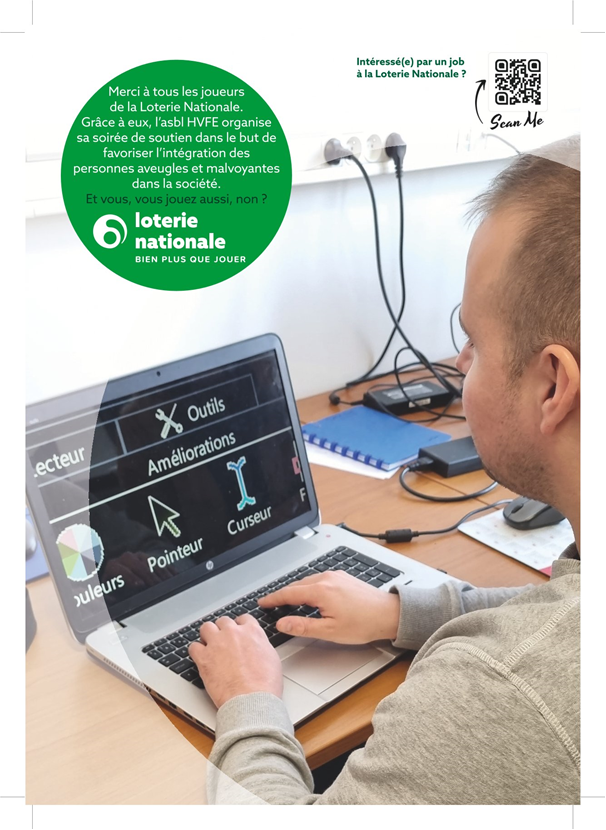 Intéressé(e) par un job
à la Loterie Nationale ?
Scan Me
Merci à tous les joueurs
de la Loterie Nationale.
Grâce à eux, l'asbl HVFE organise
sa soirée de soutien dans le but de
favoriser l'intégration des
personnes aveugles et malvoyantes
dans la société.
Et vous, vous jouez aussi, non ?
loterie
nationale
BIEN PLUS QUE JOUER
Outils
ecteur
Améliorations
ouleurs
Pointeur
Curseur
F
hp